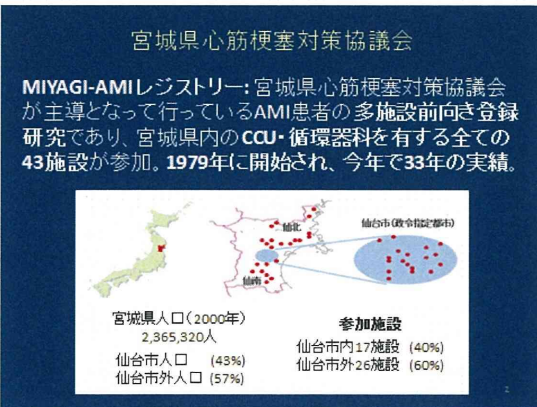 宮城県心筋梗塞対策協議会
MIYAGI-AMIレジストリー: 宮城県心筋梗塞対策協議会
が主導となって行っているAMI患者の多施設前向き登録
研究であり、宮城県内のCCU・循環器科を有する全ての
43施設が参加。1979年に開始され、今年で33年の実績。
仙北
仙台市(政令指定都市)
仙南
宮城県人口(2000年)
2,365,320人
仙台市人口 (43%)
仙台市外人口 (57%)
参加施設
仙台市内17施設 (40%)
仙台市外26施設 (60%)
2